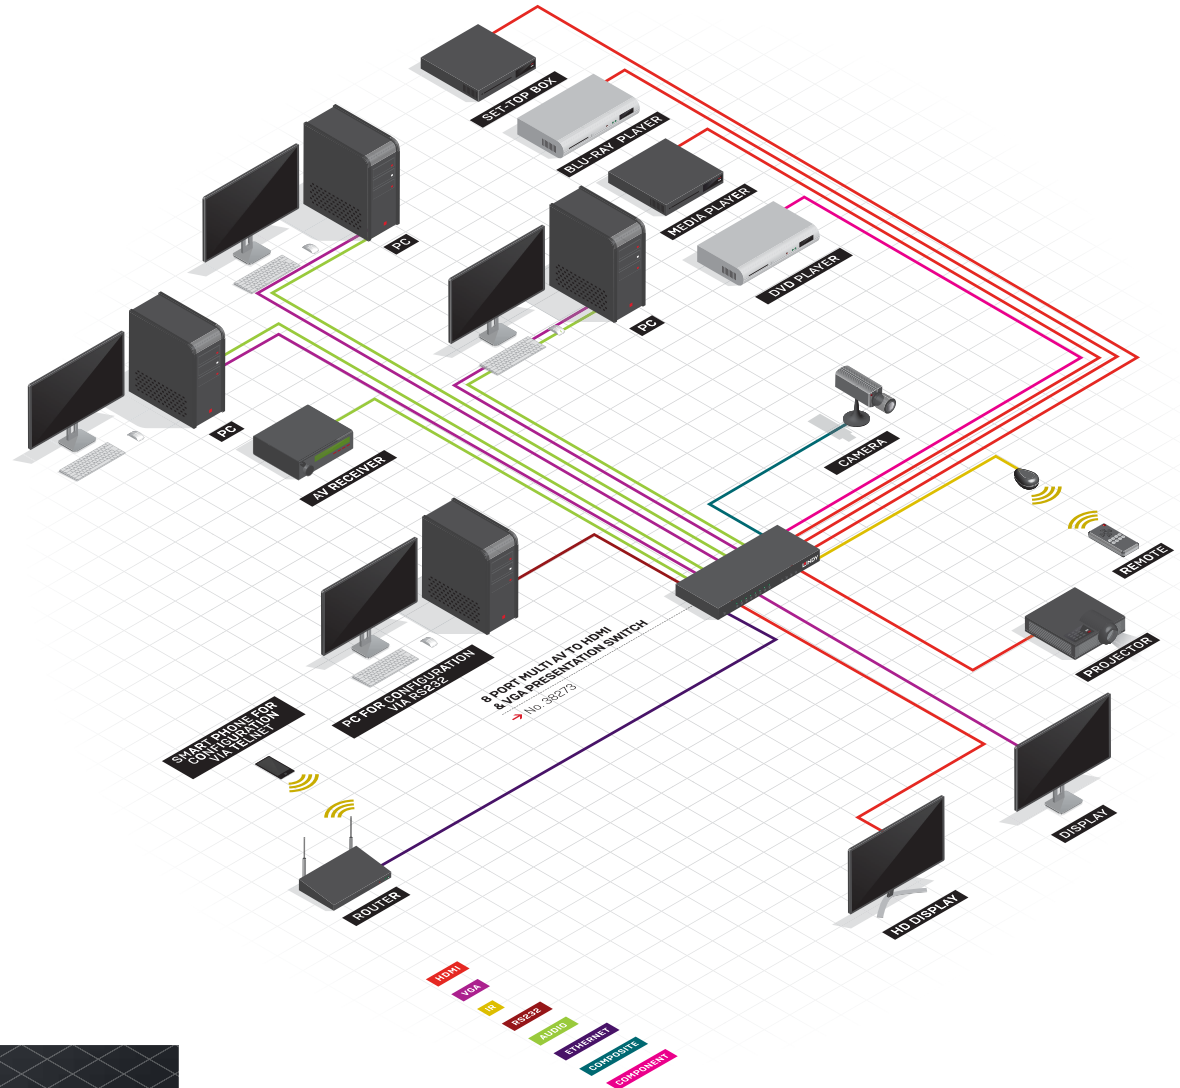 SET-TOP BOX
BLU-RAY PLAYER
MEDIA PLAYER
DVD PLAYER
PC
PC
PC
AV RECEIVER
CAMERA
REMOTE
LINDY
PROJECTOR
8 PORT MULTI AV TO HDMI
& VGA PRESENTATION SWITCH
No. 38273
PC FOR CONFIGURATION
VIA RS232
SMART PHONE FOR
CONFIGURATION
VIA TELNET
DISPLAY
ROUTER
HD DISPLAY
HDMI
VGA
IR
RS232
AUDIO
ETHERNET
COMPOSITE
COMPONENT